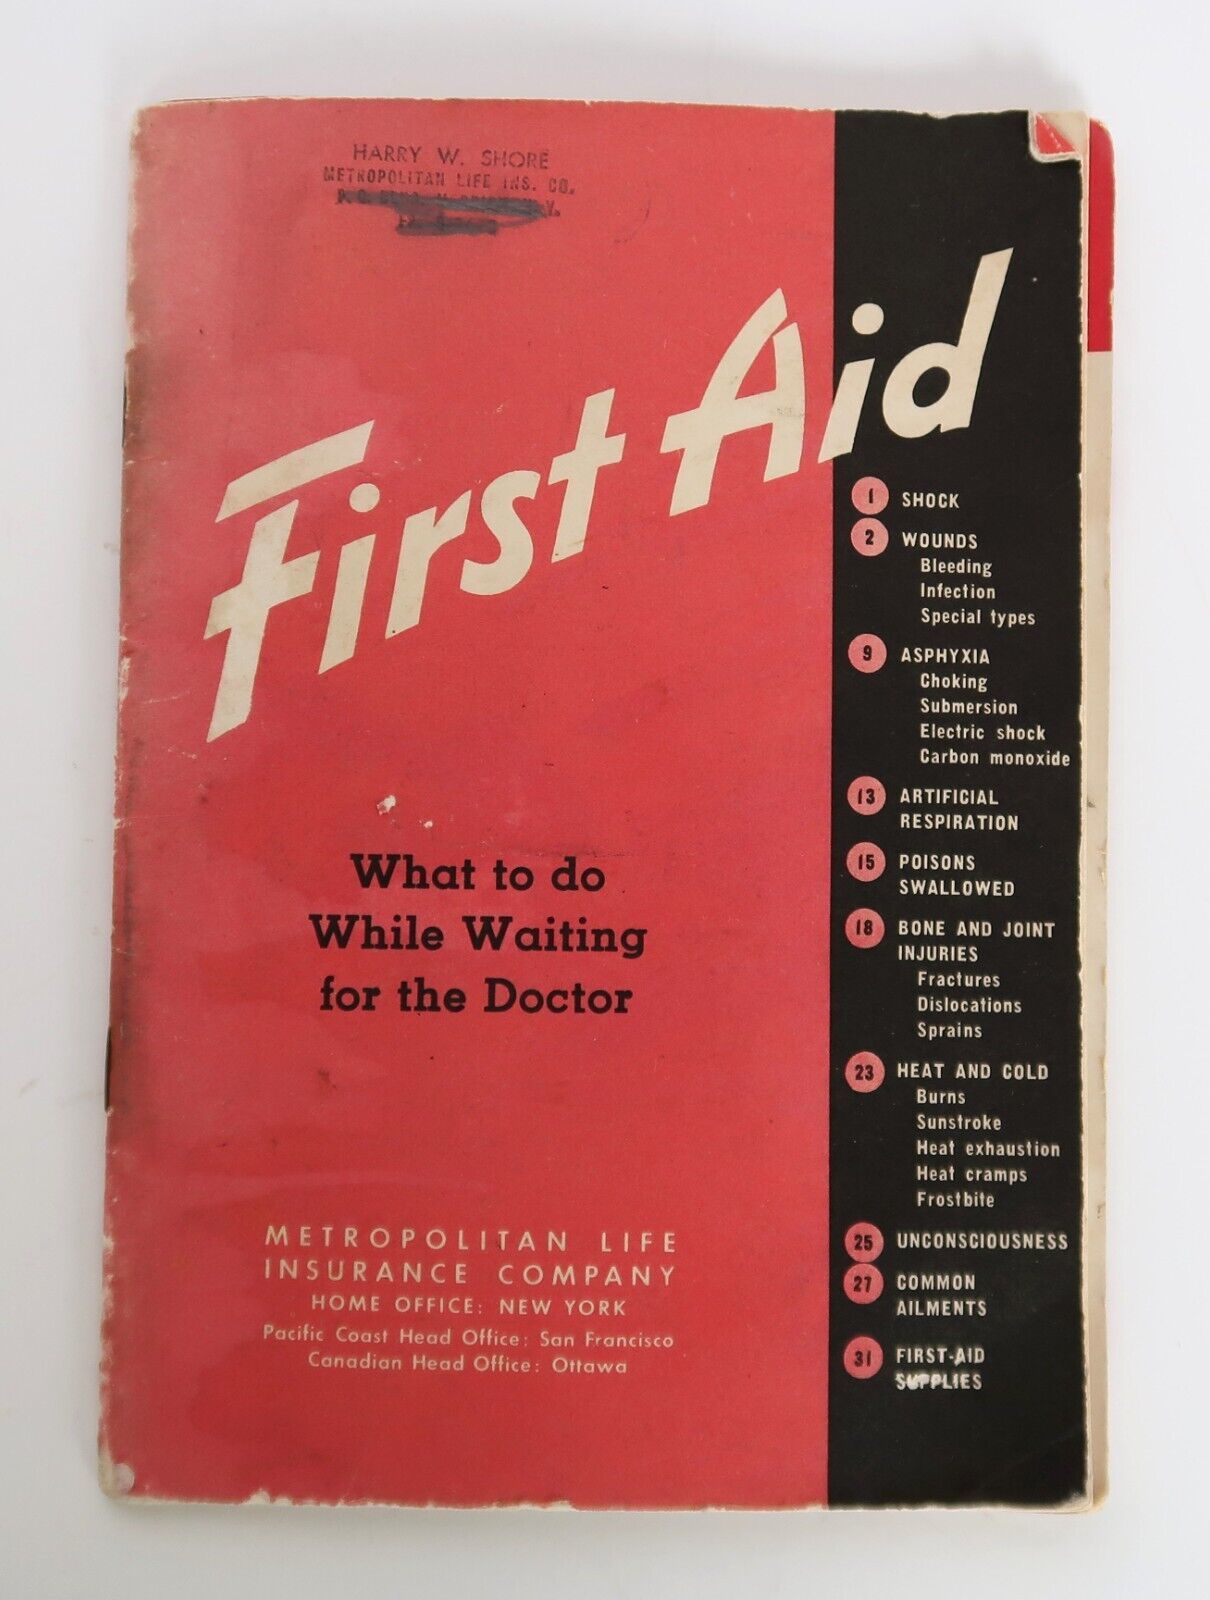 HARRY W. SHORE
METROPOLITAN LIFE INS. CO.
First Aid
What to do
While Waiting
for the Doctor
METROPOLITAN LIFE
INSURANCE COMPANY
HOME OFFICE: NEW YORK
Pacific Coast Head Office: San Francisco
Canadian Head Office: Ottawa
1 SHOCK
2 WOUNDS
Bleeding
Infection
Special types
9 ASPHYXIA
Choking
Submersion
Electric shock
Carbon monoxide
13 ARTIFICIAL
RESPIRATION
15 POISONS
SWALLOWED
18 BONE AND JOINT
INJURIES
Fractures
Dislocations
Sprains
23 HEAT AND COLD
Burns
Sunstroke
Heat exhaustion
Heat cramps
Frostbite
25 UNCONSCIOUSNESS
27 COMMON
AILMENTS
31 FIRST-AID
SUPPLIES